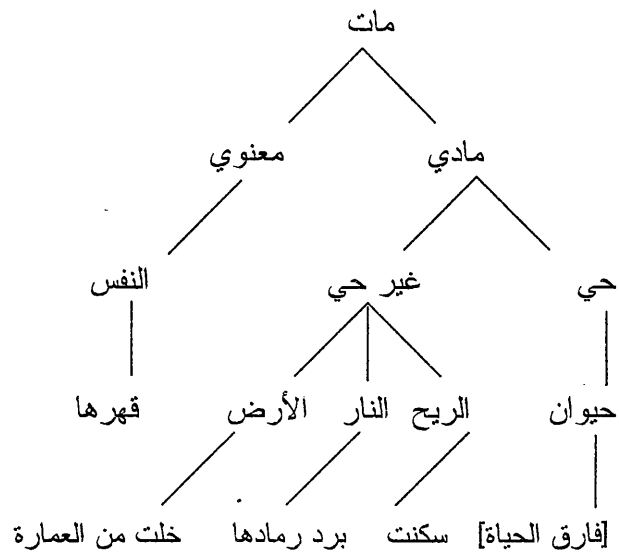 مات
مادي معنوي
حي غير حي النفس
حيوان الريح النار الأرض قهرها
[فارق الحياة] سكنت برد رمادها خلت من العمارة